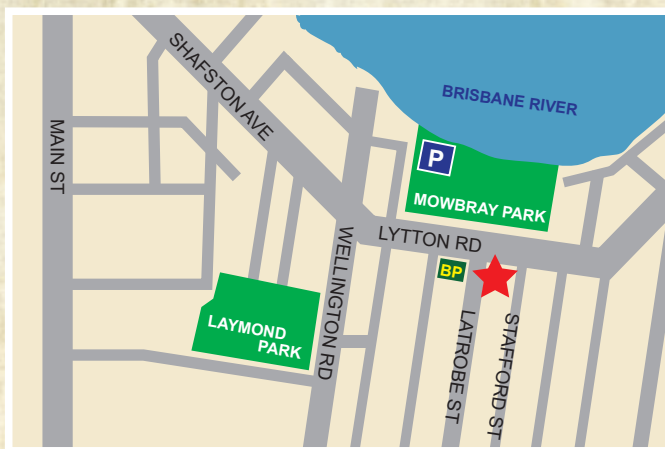 SHAFSTON AVE
MAIN ST
BRISBANE RIVER
P
MOWBRAY PARK
LYTTON RD
WELLINGTON RD
BP
LAYMOND
PARK
LATROBE ST
STAFFORD ST